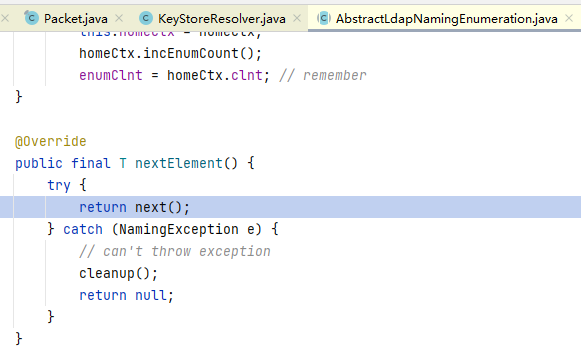 Packet.java KeyStoreResolver.java AbstractLdapNamingEnumeration.java
this.homeCtx = homeCtx;
homeCtx.incEnumCount();
enumClnt = homeCtx.clnt; // remember
}
@Override
public final T nextElement() {
try {
return next();
} catch (NamingException e) {
// can't throw exception
cleanup();
return null;
}
}